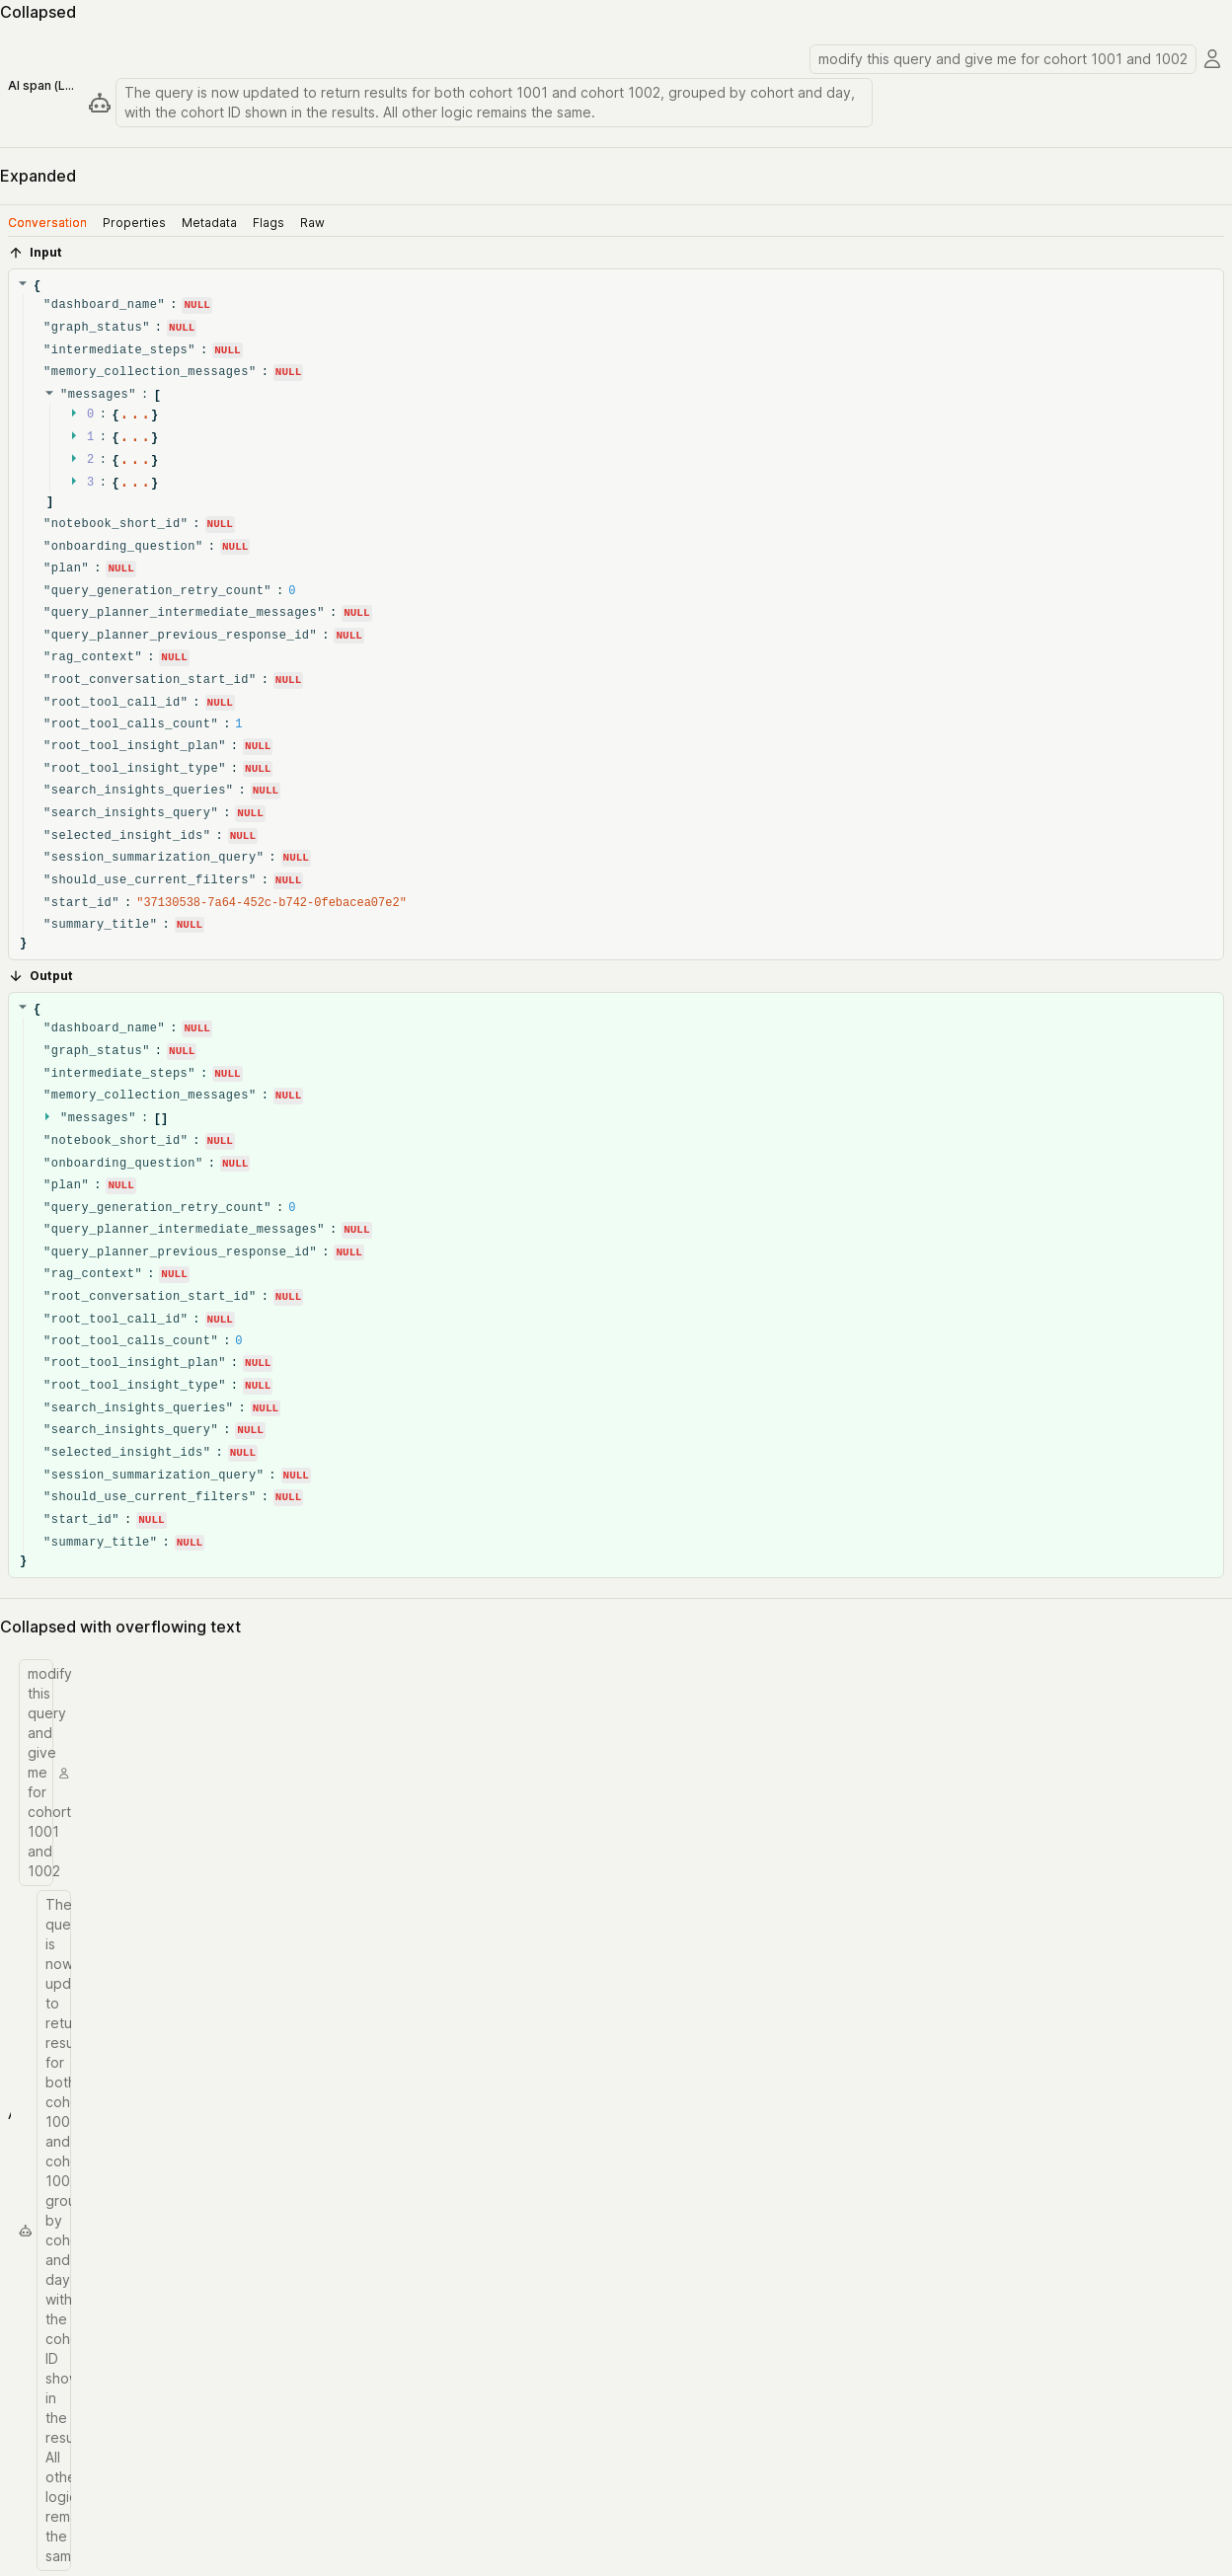 Collapsed
modify this query and give me for cohort 1001 and 1002
AI span (L...
The query is now updated to return results for both cohort 1001 and cohort 1002, grouped by cohort and day,
with the cohort ID shown in the results. All other logic remains the same.
Expanded
Conversation Properties Metadata Flags Raw
Input
{
"dashboard_name" : NULL
"graph_status" : NULL
"intermediate_steps" : NULL
"memory_collection_messages" : NULL
"messages" : [
0 : {...}
1 : {...}
2 : {...}
3 : {...}
]
"notebook_short_id" : NULL
"onboarding_question" : NULL
"plan" : NULL
"query_generation_retry_count" : 0
"query_planner_intermediate_messages" : NULL
"query_planner_previous_response_id" : NULL
"rag_context" : NULL
"root_conversation_start_id" : NULL
"root_tool_call_id" : NULL
"root_tool_calls_count" : 1
"root_tool_insight_plan" : NULL
"root_tool_insight_type" : NULL
"search_insights_queries" : NULL
"search_insights_query" : NULL
"selected_insight_ids" : NULL
"session_summarization_query" : NULL
"should_use_current_filters" : NULL
"start_id" : "37130538-7a64-452c-b742-0febacea07e2"
"summary_title" : NULL
}
Output
{
"dashboard_name" : NULL
"graph_status" : NULL
"intermediate_steps" : NULL
"memory_collection_messages" : NULL
"messages" : []
"notebook_short_id" : NULL
"onboarding_question" : NULL
"plan" : NULL
"query_generation_retry_count" : 0
"query_planner_intermediate_messages" : NULL
"query_planner_previous_response_id" : NULL
"rag_context" : NULL
"root_conversation_start_id" : NULL
"root_tool_call_id" : NULL
"root_tool_calls_count" : 0
"root_tool_insight_plan" : NULL
"root_tool_insight_type" : NULL
"search_insights_queries" : NULL
"search_insights_query" : NULL
"selected_insight_ids" : NULL
"session_summarization_query" : NULL
"should_use_current_filters" : NULL
"start_id" : NULL
"summary_title" : NULL
}
Collapsed with overflowing text
modify
this
query
and
give
me
for
cohort
1001
and
1002
The
que
is
now
upd
to
retu
resu
for
both
coh
100
and
coh
100
grou
by
coh
and
day
with
the
coh
ID
show
in
the
resu
All
othe
logic
rem
the
sam